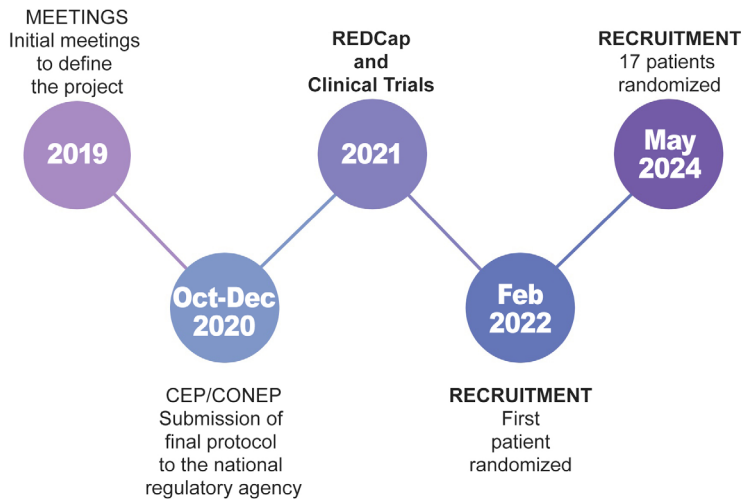 MEETINGS
Initial meetings
to define
the project
2019
Oct-Dec
2020
CEP/CONEP
Submission of
final protocol
to the national
regulatory agency
REDCap
and
Clinical Trials
2021
Feb
2022
RECRUITMENT
First
patient
randomized
RECRUITMENT
17 patients
randomized
May
2024